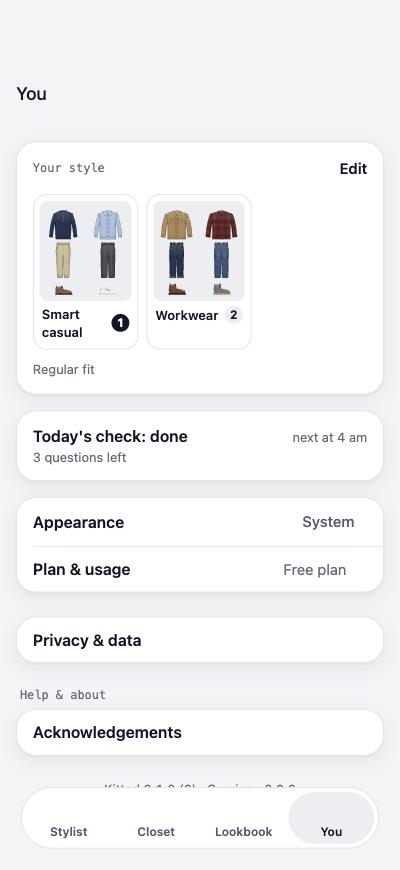 You
Your style
Edit
Smart casual
1
Workwear
2
Regular fit
Today's check: done
next at 4 am
3 questions left
Appearance
System
Plan & usage
Free plan
Privacy & data
Help & about
Acknowledgements
Stylist
Closet
Lookbook
You